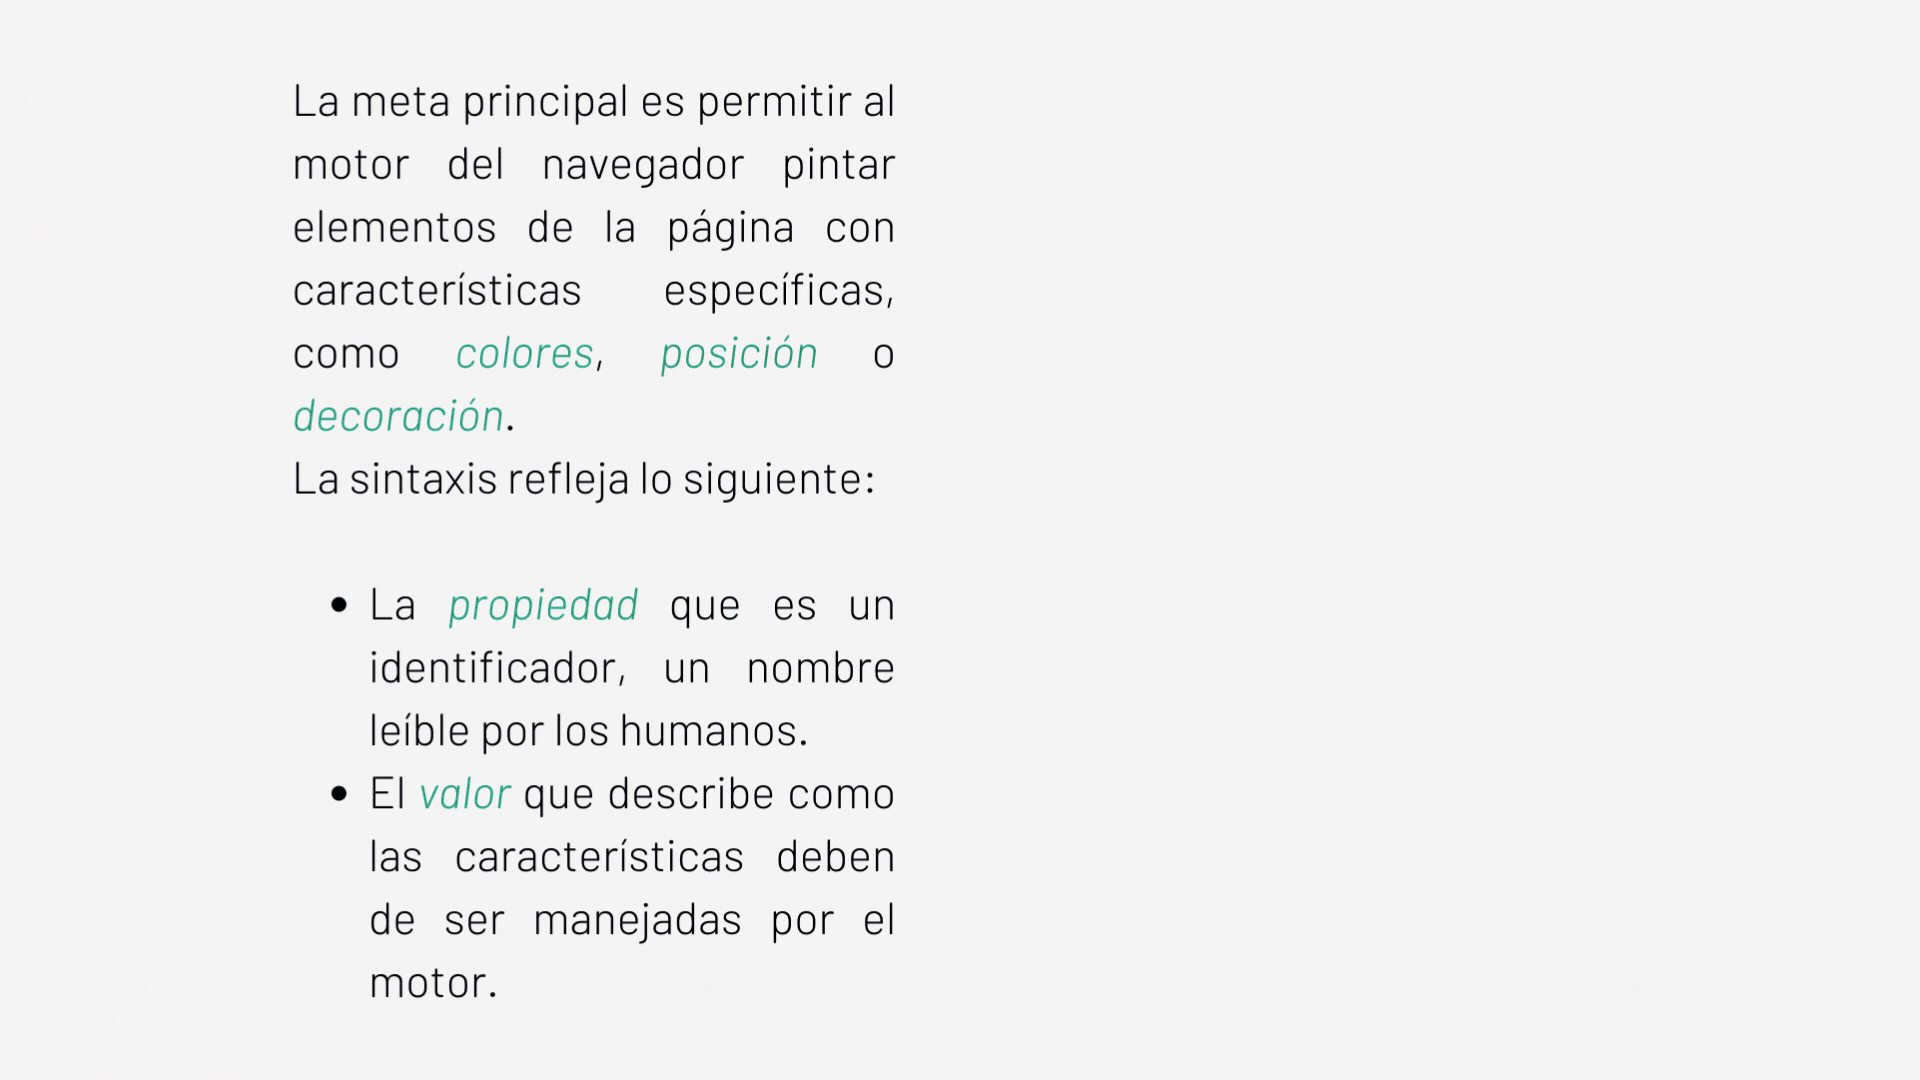 La meta principal es permitir al
motor del navegador pintar
elementos de la página con
características específicas,
como colores, posición o
decoración.
La sintaxis refleja lo siguiente:
• La propiedad que es un
identificador, un nombre
leíble por los humanos.
• El valor que describe como
las características deben
de ser manejadas por el
motor.